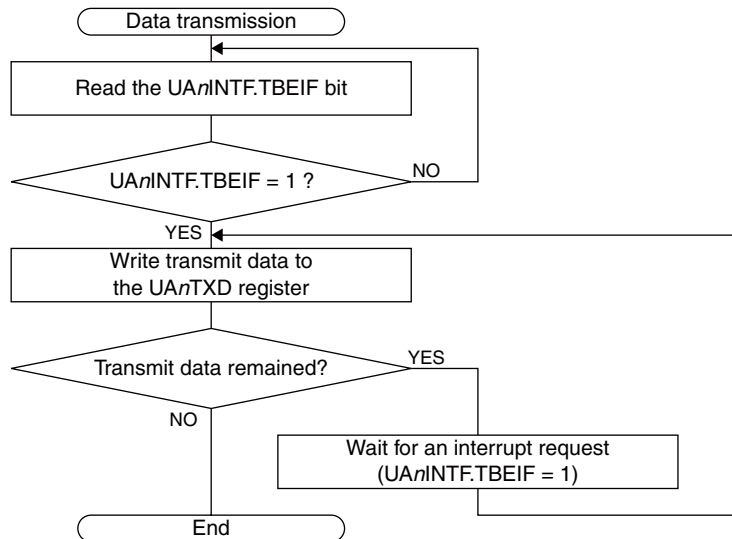 Data transmission
Read the UAnINTF.TBEIF bit
UAnINTF.TBEIF = 1 ?
NO
YES
Write transmit data to
the UAnTXD register
Transmit data remained?
YES
NO
Wait for an interrupt request
(UAnINTF.TBEIF = 1)
End